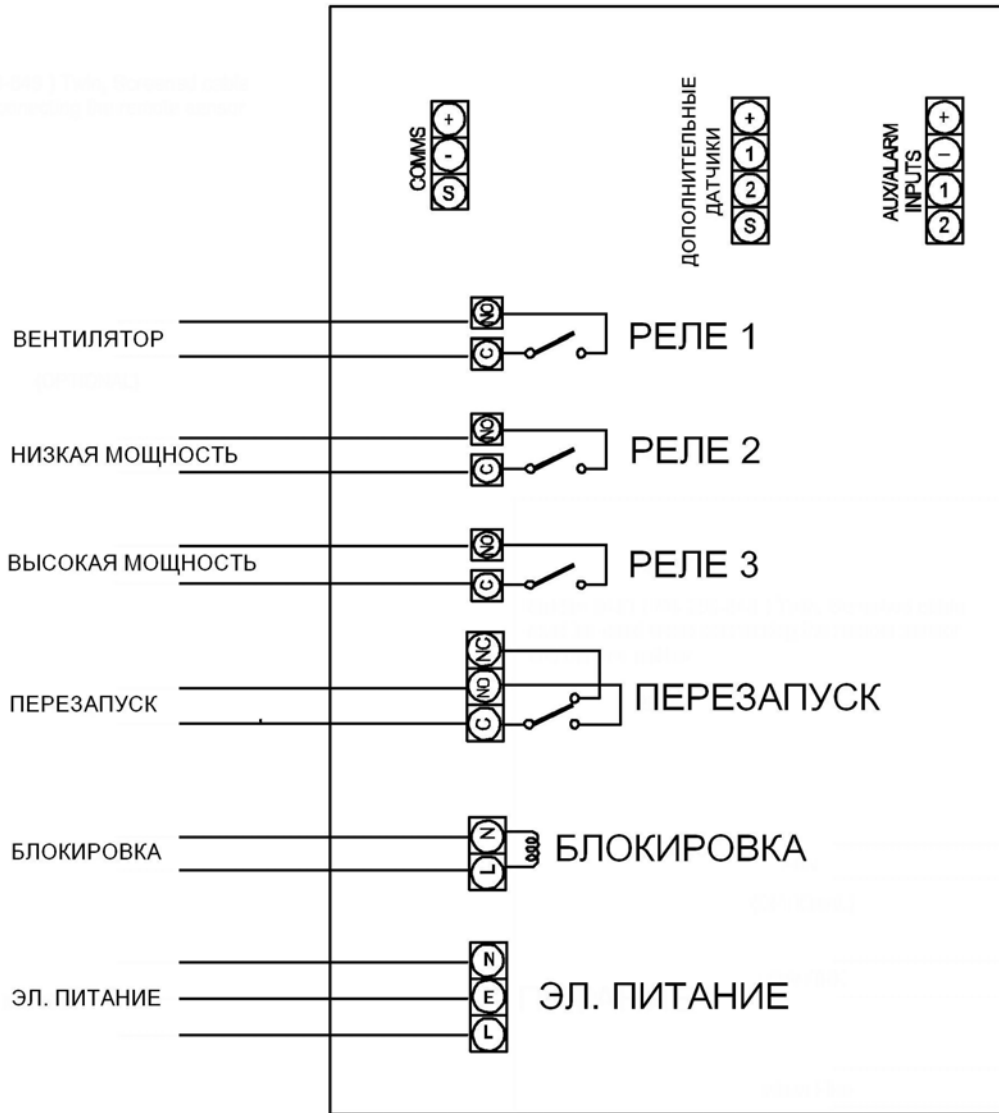 COMMS
+
-
S
ДОПОЛНИТЕЛЬНЫЕ
ДАТЧИКИ
+
1
2
S
AUX/ALARM
INPUTS
+
–
1
2
ВЕНТИЛЯТОР
NO
C
РЕЛЕ 1
НИЗКАЯ МОЩНОСТЬ
NO
C
РЕЛЕ 2
ВЫСОКАЯ МОЩНОСТЬ
NO
C
РЕЛЕ 3
ПЕРЕЗАПУСК
NC
NO
C
ПЕРЕЗАПУСК
БЛОКИРОВКА
N
L
БЛОКИРОВКА
ЭЛ. ПИТАНИЕ
N
E
L
ЭЛ. ПИТАНИЕ